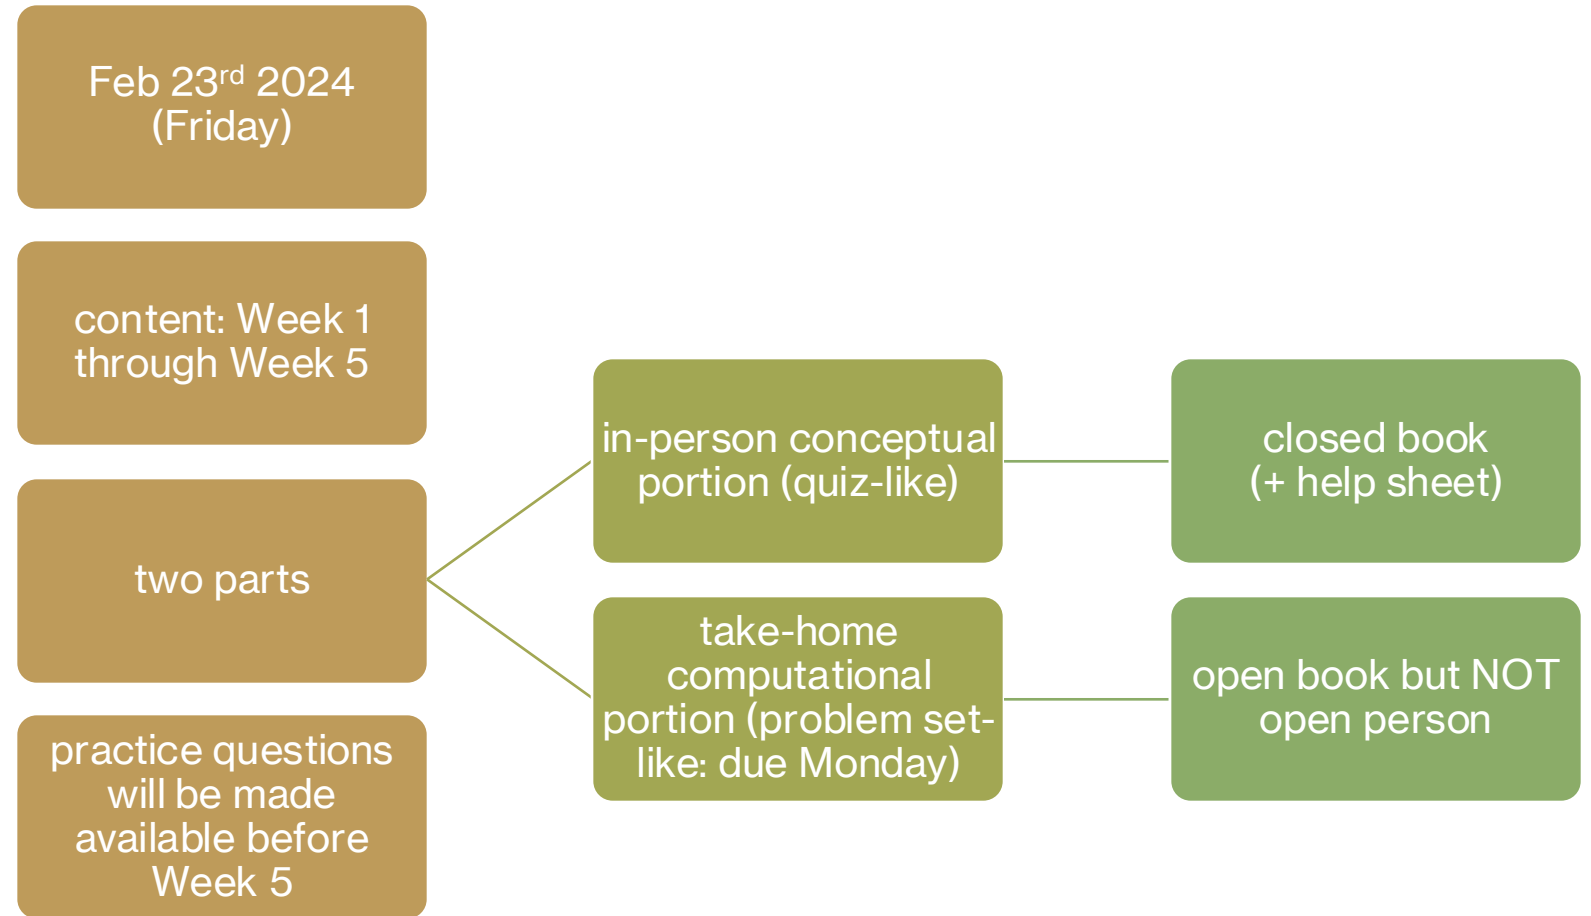 Feb 23rd 2024
(Friday)
content: Week 1
through Week 5
two parts
in-person conceptual
portion (quiz-like)
closed book
(+ help sheet)
take-home
computational
portion (problem set-
like: due Monday)
open book but NOT
open person
practice questions
will be made
available before
Week 5